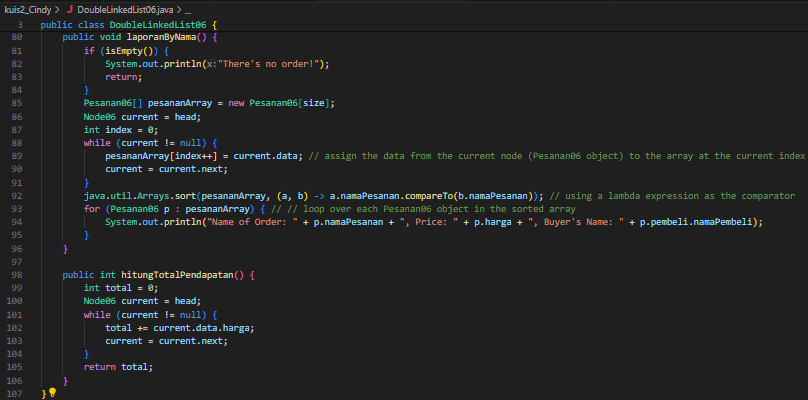 kuis2_Cindy > J DoubleLinkedList06.java > ...
3 public class DoubleLinkedList06 {
80 public void laporanByNama() {
81 if (isEmpty()) {
82 System.out.println(x:"There's no order!");
83 return;
84 }
85 Pesanan06[] pesananArray = new Pesanan06[size];
86 Node06 current = head;
87 int index = 0;
88 while (current != null) {
89 pesananArray[index++] = current.data; // assign the data from the current node (Pesanan06 object) to the array at the current index
90 current = current.next;
91 }
92 java.util.Arrays.sort(pesananArray, (a, b) -> a.namaPesanan.compareTo(b.namaPesanan)); // using a lambda expression as the comparator
93 for (Pesanan06 p : pesananArray) { // // loop over each Pesanan06 object in the sorted array
94 System.out.println("Name of Order: " + p.namaPesanan + ", Price: " + p.harga + ", Buyer's Name: " + p.pembeli.namaPembeli);
95 }
96 }
97
98 public int hitungTotalPendapatan() {
99 int total = 0;
100 Node06 current = head;
101 while (current != null) {
102 total += current.data.harga;
103 current = current.next;
104 }
105 return total;
106 }
107 }